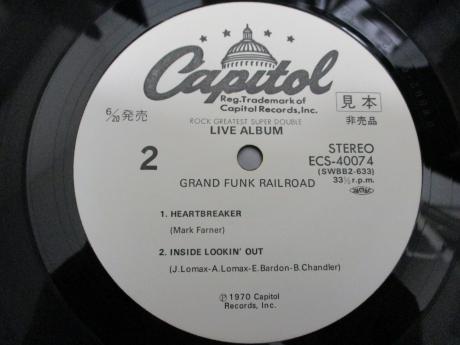 Capitol
Reg. Trademark of
Capitol Records, Inc.
6/20発売
見本
非売品
ROCK GREATEST SUPER DOUBLE
LIVE ALBUM
2
STEREO
ECS-40074
(SWBB2-633)
33⅓ r.p.m.
GRAND FUNK RAILROAD
1. HEARTBREAKER
(Mark Farner)
2. INSIDE LOOKIN' OUT
(J.Lomax-A.Lomax-E.Bardon-B.Chandler)
Ⓟ 1970 Capitol
Records, Inc.